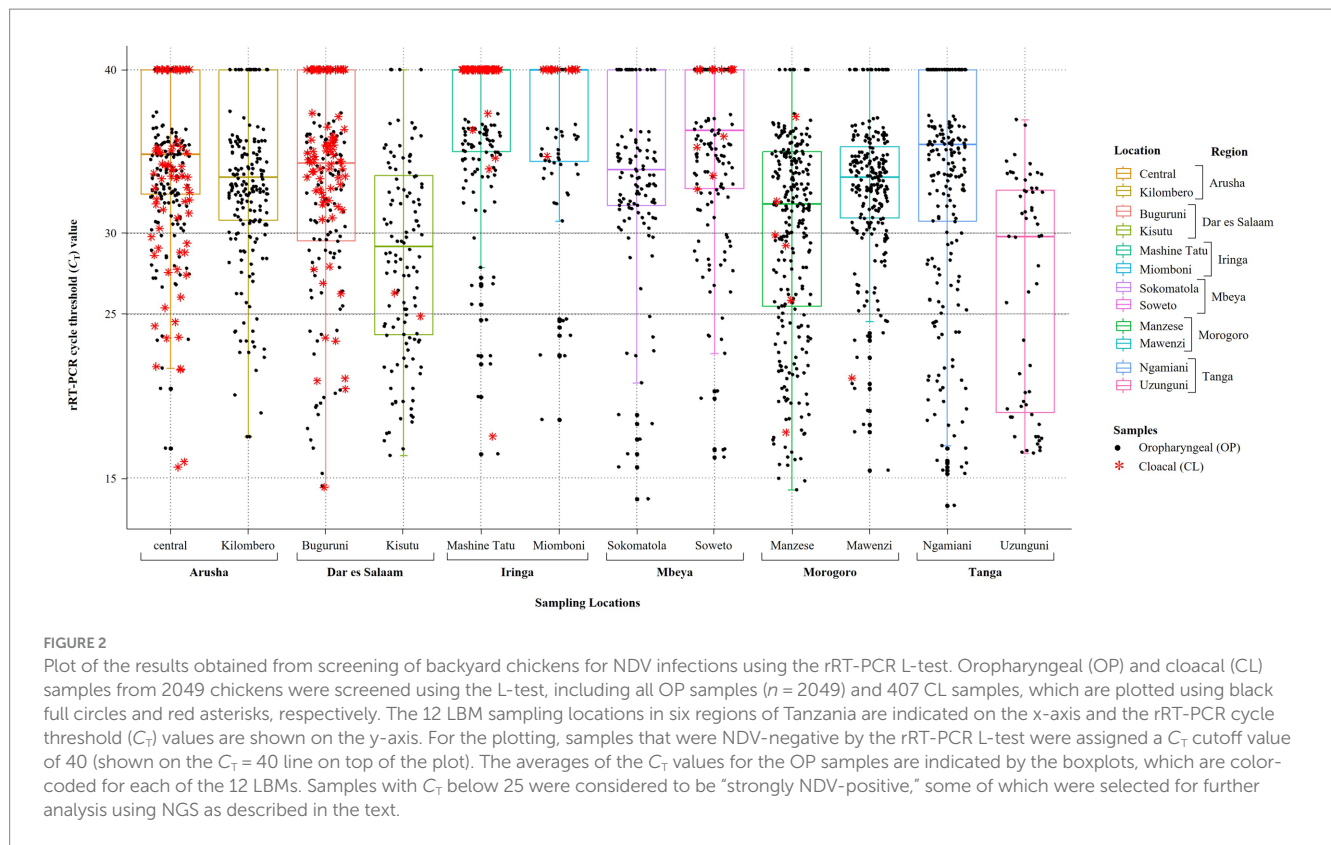 40
30
25
15
rRT-PCR cycle threshold (CT) value
central Kilombero Buguruni Kisutu Mashine Tatu Miomboni Sokomatola Soweto Manzese Mawenzi Ngamiani Uzunguni
Arusha Dar es Salaam Iringa Mbeya Morogoro Tanga
Sampling Locations
Location Region
Central
Kilombero
Arusha
Buguruni
Kisutu
Dar es Salaam
Mashine Tatu
Miomboni
Iringa
Sokomatola
Soweto
Mbeya
Manzese
Mawenzi
Morogoro
Ngamiani
Uzunguni
Tanga
Samples
Oropharyngeal (OP)
Cloacal (CL)
FIGURE 2
Plot of the results obtained from screening of backyard chickens for NDV infections using the rRT-PCR L-test. Oropharyngeal (OP) and cloacal (CL)
samples from 2049 chickens were screened using the L-test, including all OP samples (n = 2049) and 407 CL samples, which are plotted using black
full circles and red asterisks, respectively. The 12 LBM sampling locations in six regions of Tanzania are indicated on the x-axis and the rRT-PCR cycle
threshold (CT) values are shown on the y-axis. For the plotting, samples that were NDV-negative by the rRT-PCR L-test were assigned a CT cutoff value
of 40 (shown on the CT = 40 line on top of the plot). The averages of the CT values for the OP samples are indicated by the boxplots, which are color-
coded for each of the 12 LBMs. Samples with CT below 25 were considered to be “strongly NDV-positive,” some of which were selected for further
analysis using NGS as described in the text.